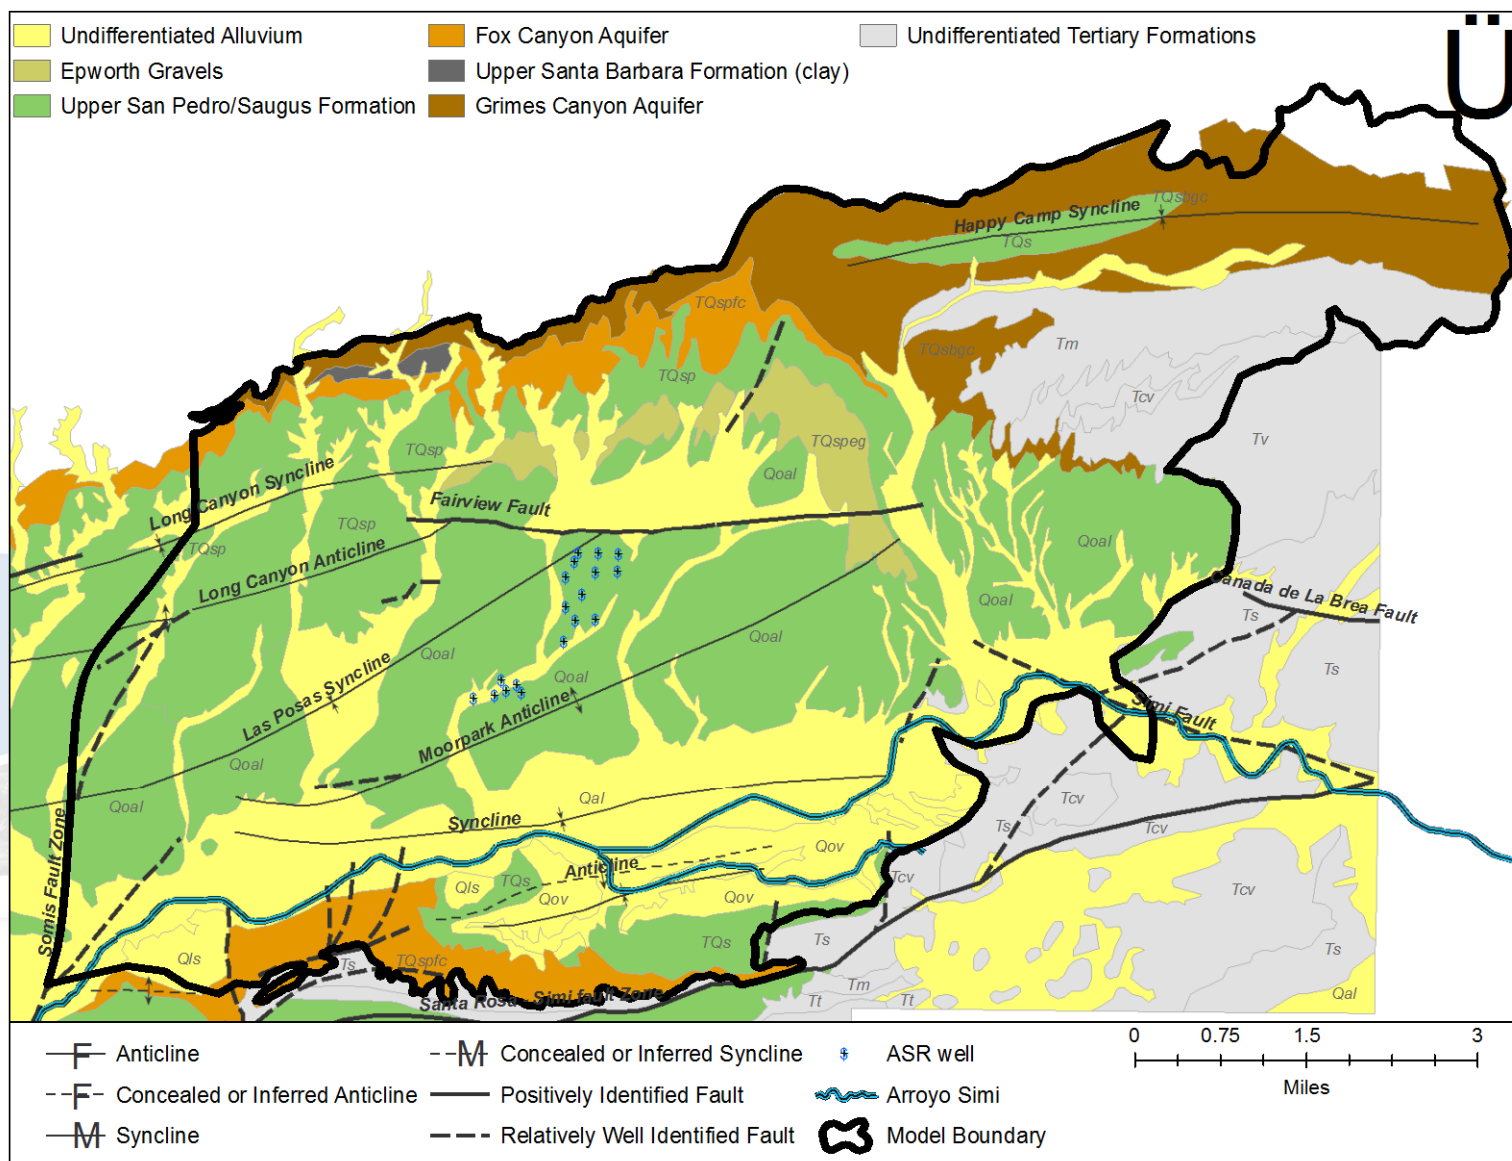 Undifferentiated Alluvium
Epworth Gravels
Upper San Pedro/Saugus Formation
Fox Canyon Aquifer
Upper Santa Barbara Formation (clay)
Grimes Canyon Aquifer
Undifferentiated Tertiary Formations
Ü
TQsbgc
Happy Camp Syncline
TQs
TQspfc
TQsbgc
Tm
TQsp
Tcv
TQspeg
Tv
TQsp
Qoal
Long Canyon Syncline
Fairview Fault
TQsp
TQsp
Qoal
Long Canyon Anticline
Canada de La Brea Fault
Qoal
Ts
Qoal
Qoal
Ts
Qoal
Las Posas Syncline
Moorpark Anticline
Simi Fault
Qoal
Qoal
Qal
Tcv
Syncline
Ts
Tcv
Somis Fault Zone
Qov
Anticline
Qls
TQs
Qov
Qov
Tcv
Tcv
Qls
Ts
TQspfc
TQs
Ts
Ts
Santa Rosa - Simi fault Zone
Tm
Tt
Tt
Qal
F Anticline
F Concealed or Inferred Anticline
M Syncline
M Concealed or Inferred Syncline
Positively Identified Fault
Relatively Well Identified Fault
ASR well
Arroyo Simi
Model Boundary
0 0.75 1.5 3
Miles